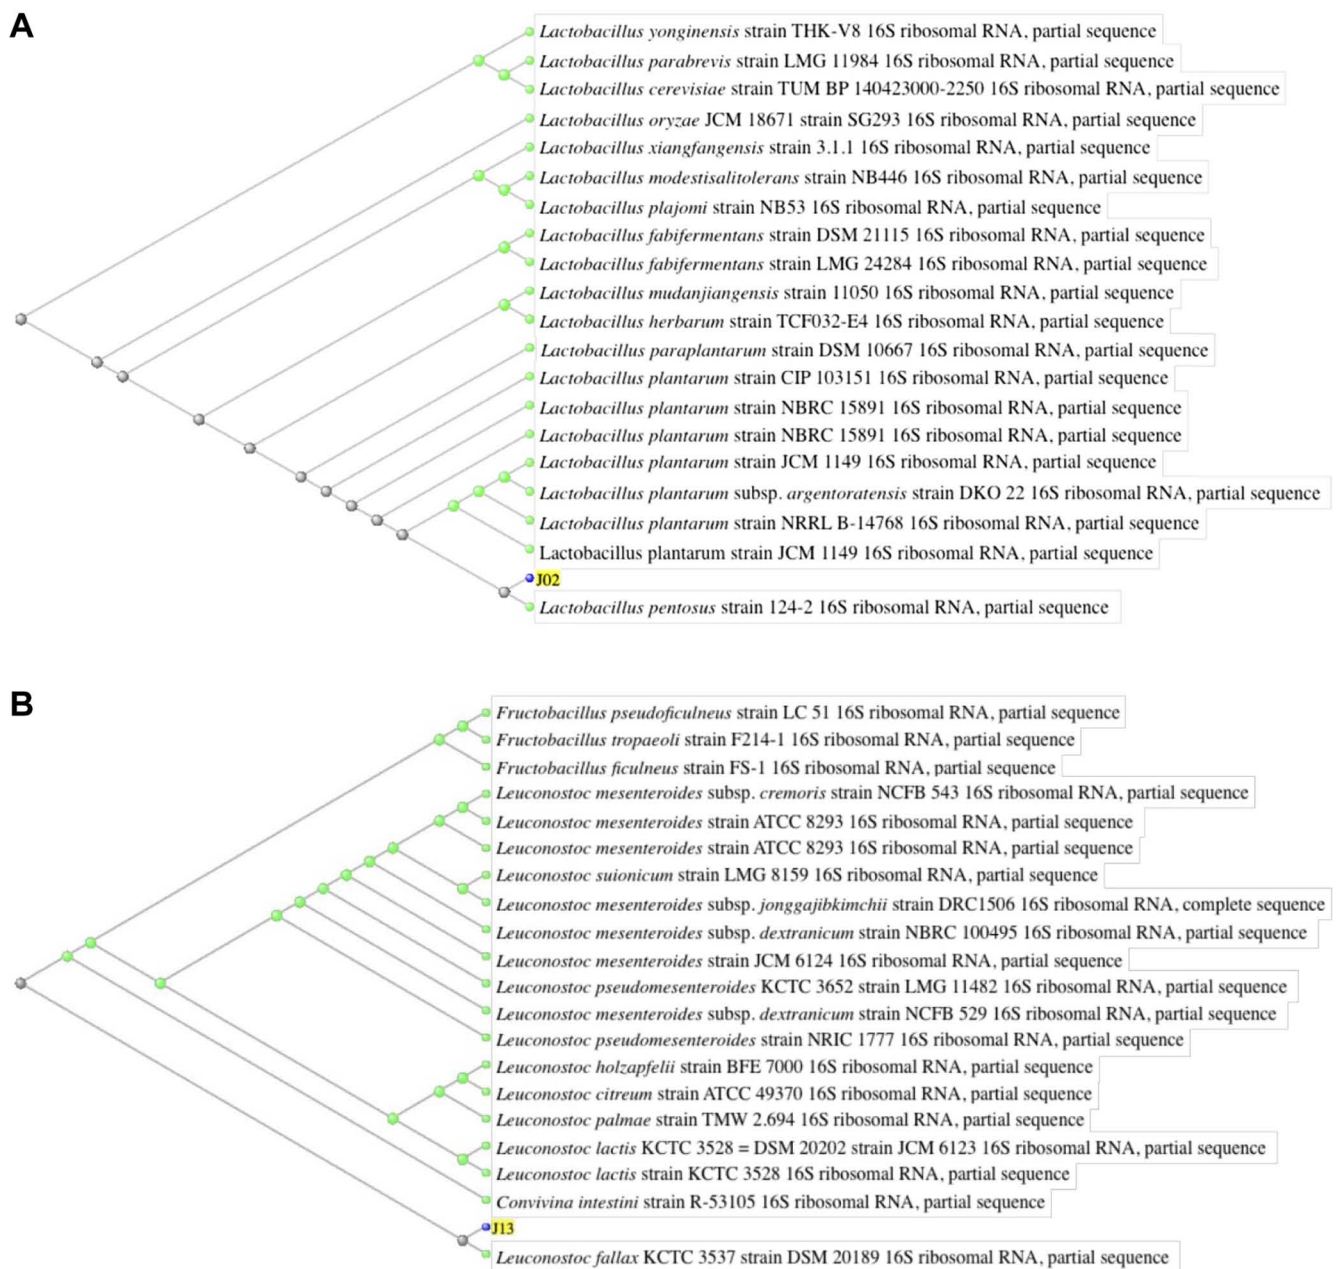 A
Lactobacillus yonginensis strain THK-V8 16S ribosomal RNA, partial sequence
Lactobacillus parabrevis strain LMG 11984 16S ribosomal RNA, partial sequence
Lactobacillus cerevisiae strain TUM BP 140423000-2250 16S ribosomal RNA, partial sequence
Lactobacillus oryzae JCM 18671 strain SG293 16S ribosomal RNA, partial sequence
Lactobacillus xiangfangensis strain 3.1.1 16S ribosomal RNA, partial sequence
Lactobacillus modestisalitolerans strain NB446 16S ribosomal RNA, partial sequence
Lactobacillus plajomi strain NB53 16S ribosomal RNA, partial sequence
Lactobacillus fabifermentans strain DSM 21115 16S ribosomal RNA, partial sequence
Lactobacillus fabifermentans strain LMG 24284 16S ribosomal RNA, partial sequence
Lactobacillus mudanjiangensis strain 11050 16S ribosomal RNA, partial sequence
Lactobacillus herbarum strain TCF032-E4 16S ribosomal RNA, partial sequence
Lactobacillus paraplantarum strain DSM 10667 16S ribosomal RNA, partial sequence
Lactobacillus plantarum strain CIP 103151 16S ribosomal RNA, partial sequence
Lactobacillus plantarum strain NBRC 15891 16S ribosomal RNA, partial sequence
Lactobacillus plantarum strain NBRC 15891 16S ribosomal RNA, partial sequence
Lactobacillus plantarum strain JCM 1149 16S ribosomal RNA, partial sequence
Lactobacillus plantarum subsp. argentoratensis strain DKO 22 16S ribosomal RNA, partial sequence
Lactobacillus plantarum strain NRRL B-14768 16S ribosomal RNA, partial sequence
Lactobacillus plantarum strain JCM 1149 16S ribosomal RNA, partial sequence
J02
Lactobacillus pentosus strain 124-2 16S ribosomal RNA, partial sequence
B
Fructobacillus pseudoficulneus strain LC 51 16S ribosomal RNA, partial sequence
Fructobacillus tropaeoli strain F214-1 16S ribosomal RNA, partial sequence
Fructobacillus ficulneus strain FS-1 16S ribosomal RNA, partial sequence
Leuconostoc mesenteroides subsp. cremoris strain NCFB 543 16S ribosomal RNA, partial sequence
Leuconostoc mesenteroides strain ATCC 8293 16S ribosomal RNA, partial sequence
Leuconostoc mesenteroides strain ATCC 8293 16S ribosomal RNA, partial sequence
Leuconostoc suionicum strain LMG 8159 16S ribosomal RNA, partial sequence
Leuconostoc mesenteroides subsp. jonggajibkimchii strain DRC1506 16S ribosomal RNA, complete sequence
Leuconostoc mesenteroides subsp. dextranicum strain NBRC 100495 16S ribosomal RNA, partial sequence
Leuconostoc mesenteroides strain JCM 6124 16S ribosomal RNA, partial sequence
Leuconostoc pseudomesenteroides KCTC 3652 strain LMG 11482 16S ribosomal RNA, partial sequence
Leuconostoc mesenteroides subsp. dextranicum strain NCFB 529 16S ribosomal RNA, partial sequence
Leuconostoc pseudomesenteroides strain NRIC 1777 16S ribosomal RNA, partial sequence
Leuconostoc holzapfelii strain BFE 7000 16S ribosomal RNA, partial sequence
Leuconostoc citreum strain ATCC 49370 16S ribosomal RNA, partial sequence
Leuconostoc palmae strain TMW 2.694 16S ribosomal RNA, partial sequence
Leuconostoc lactis KCTC 3528 = DSM 20202 strain JCM 6123 16S ribosomal RNA, partial sequence
Leuconostoc lactis strain KCTC 3528 16S ribosomal RNA, partial sequence
Convivina intestini strain R-53105 16S ribosomal RNA, partial sequence
J13
Leuconostoc fallax KCTC 3537 strain DSM 20189 16S ribosomal RNA, partial sequence